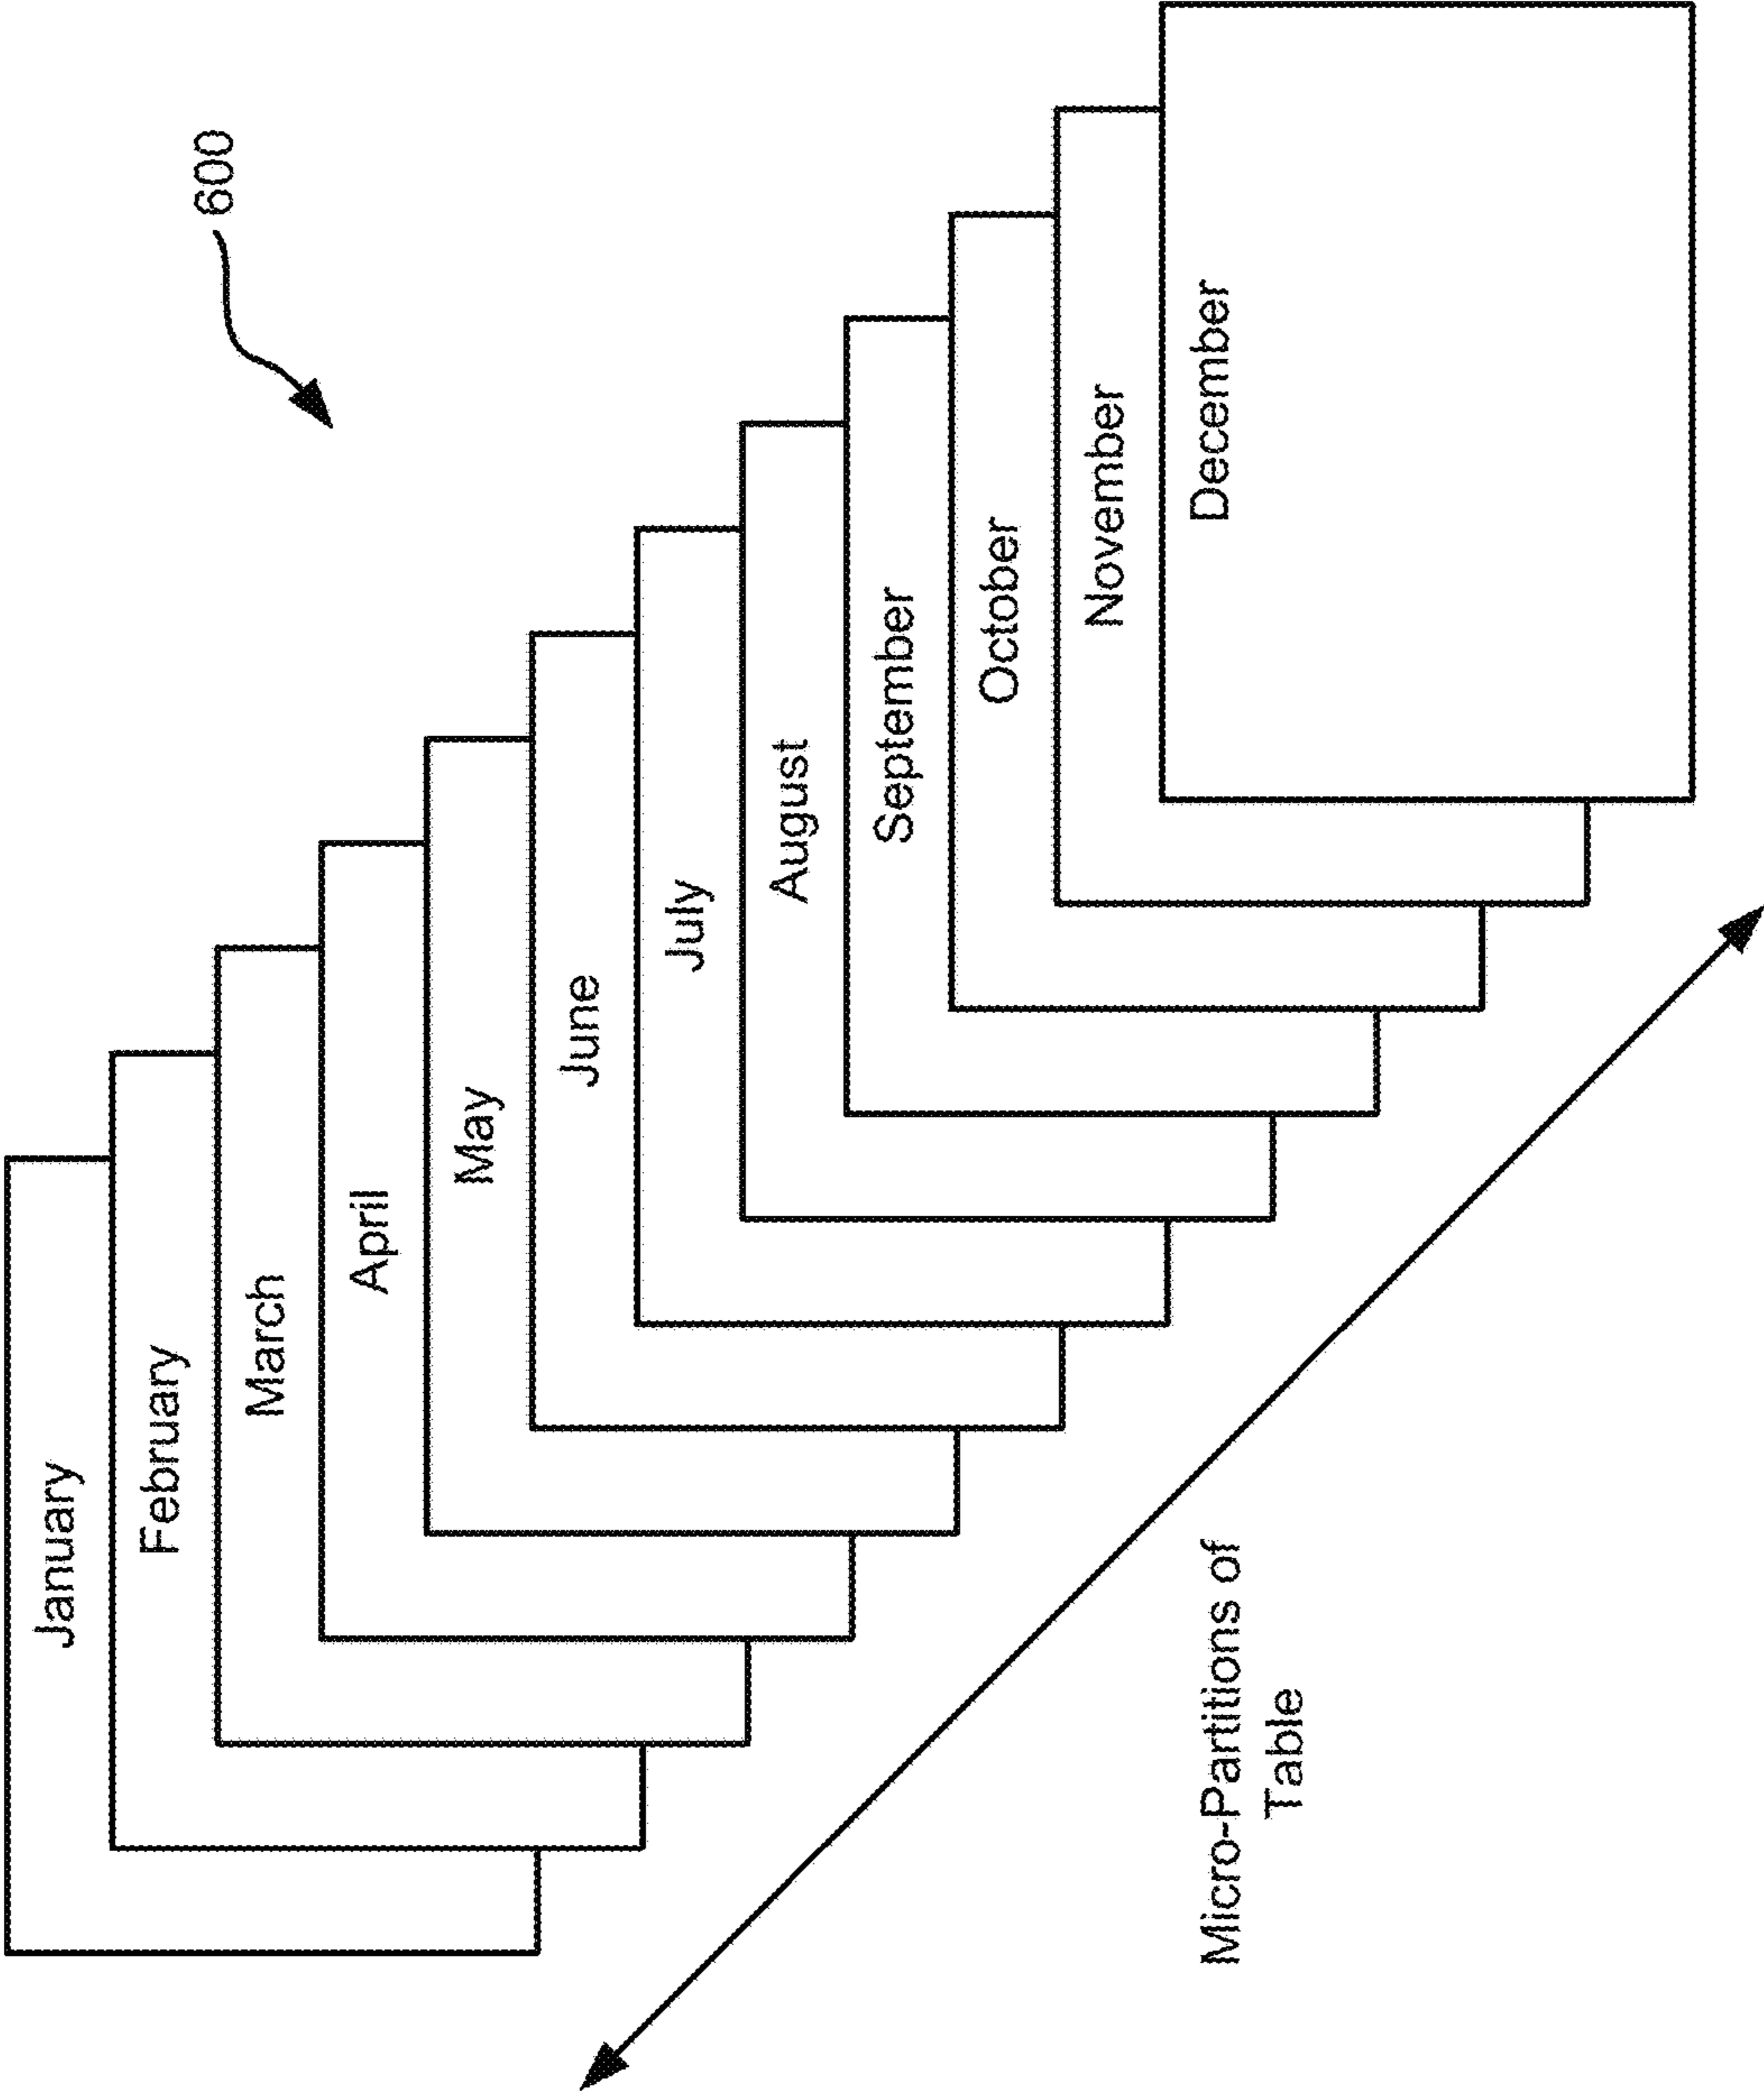 600
January
February
March
April
May
June
July
August
September
October
November
December
Micro-Partitions of
Table